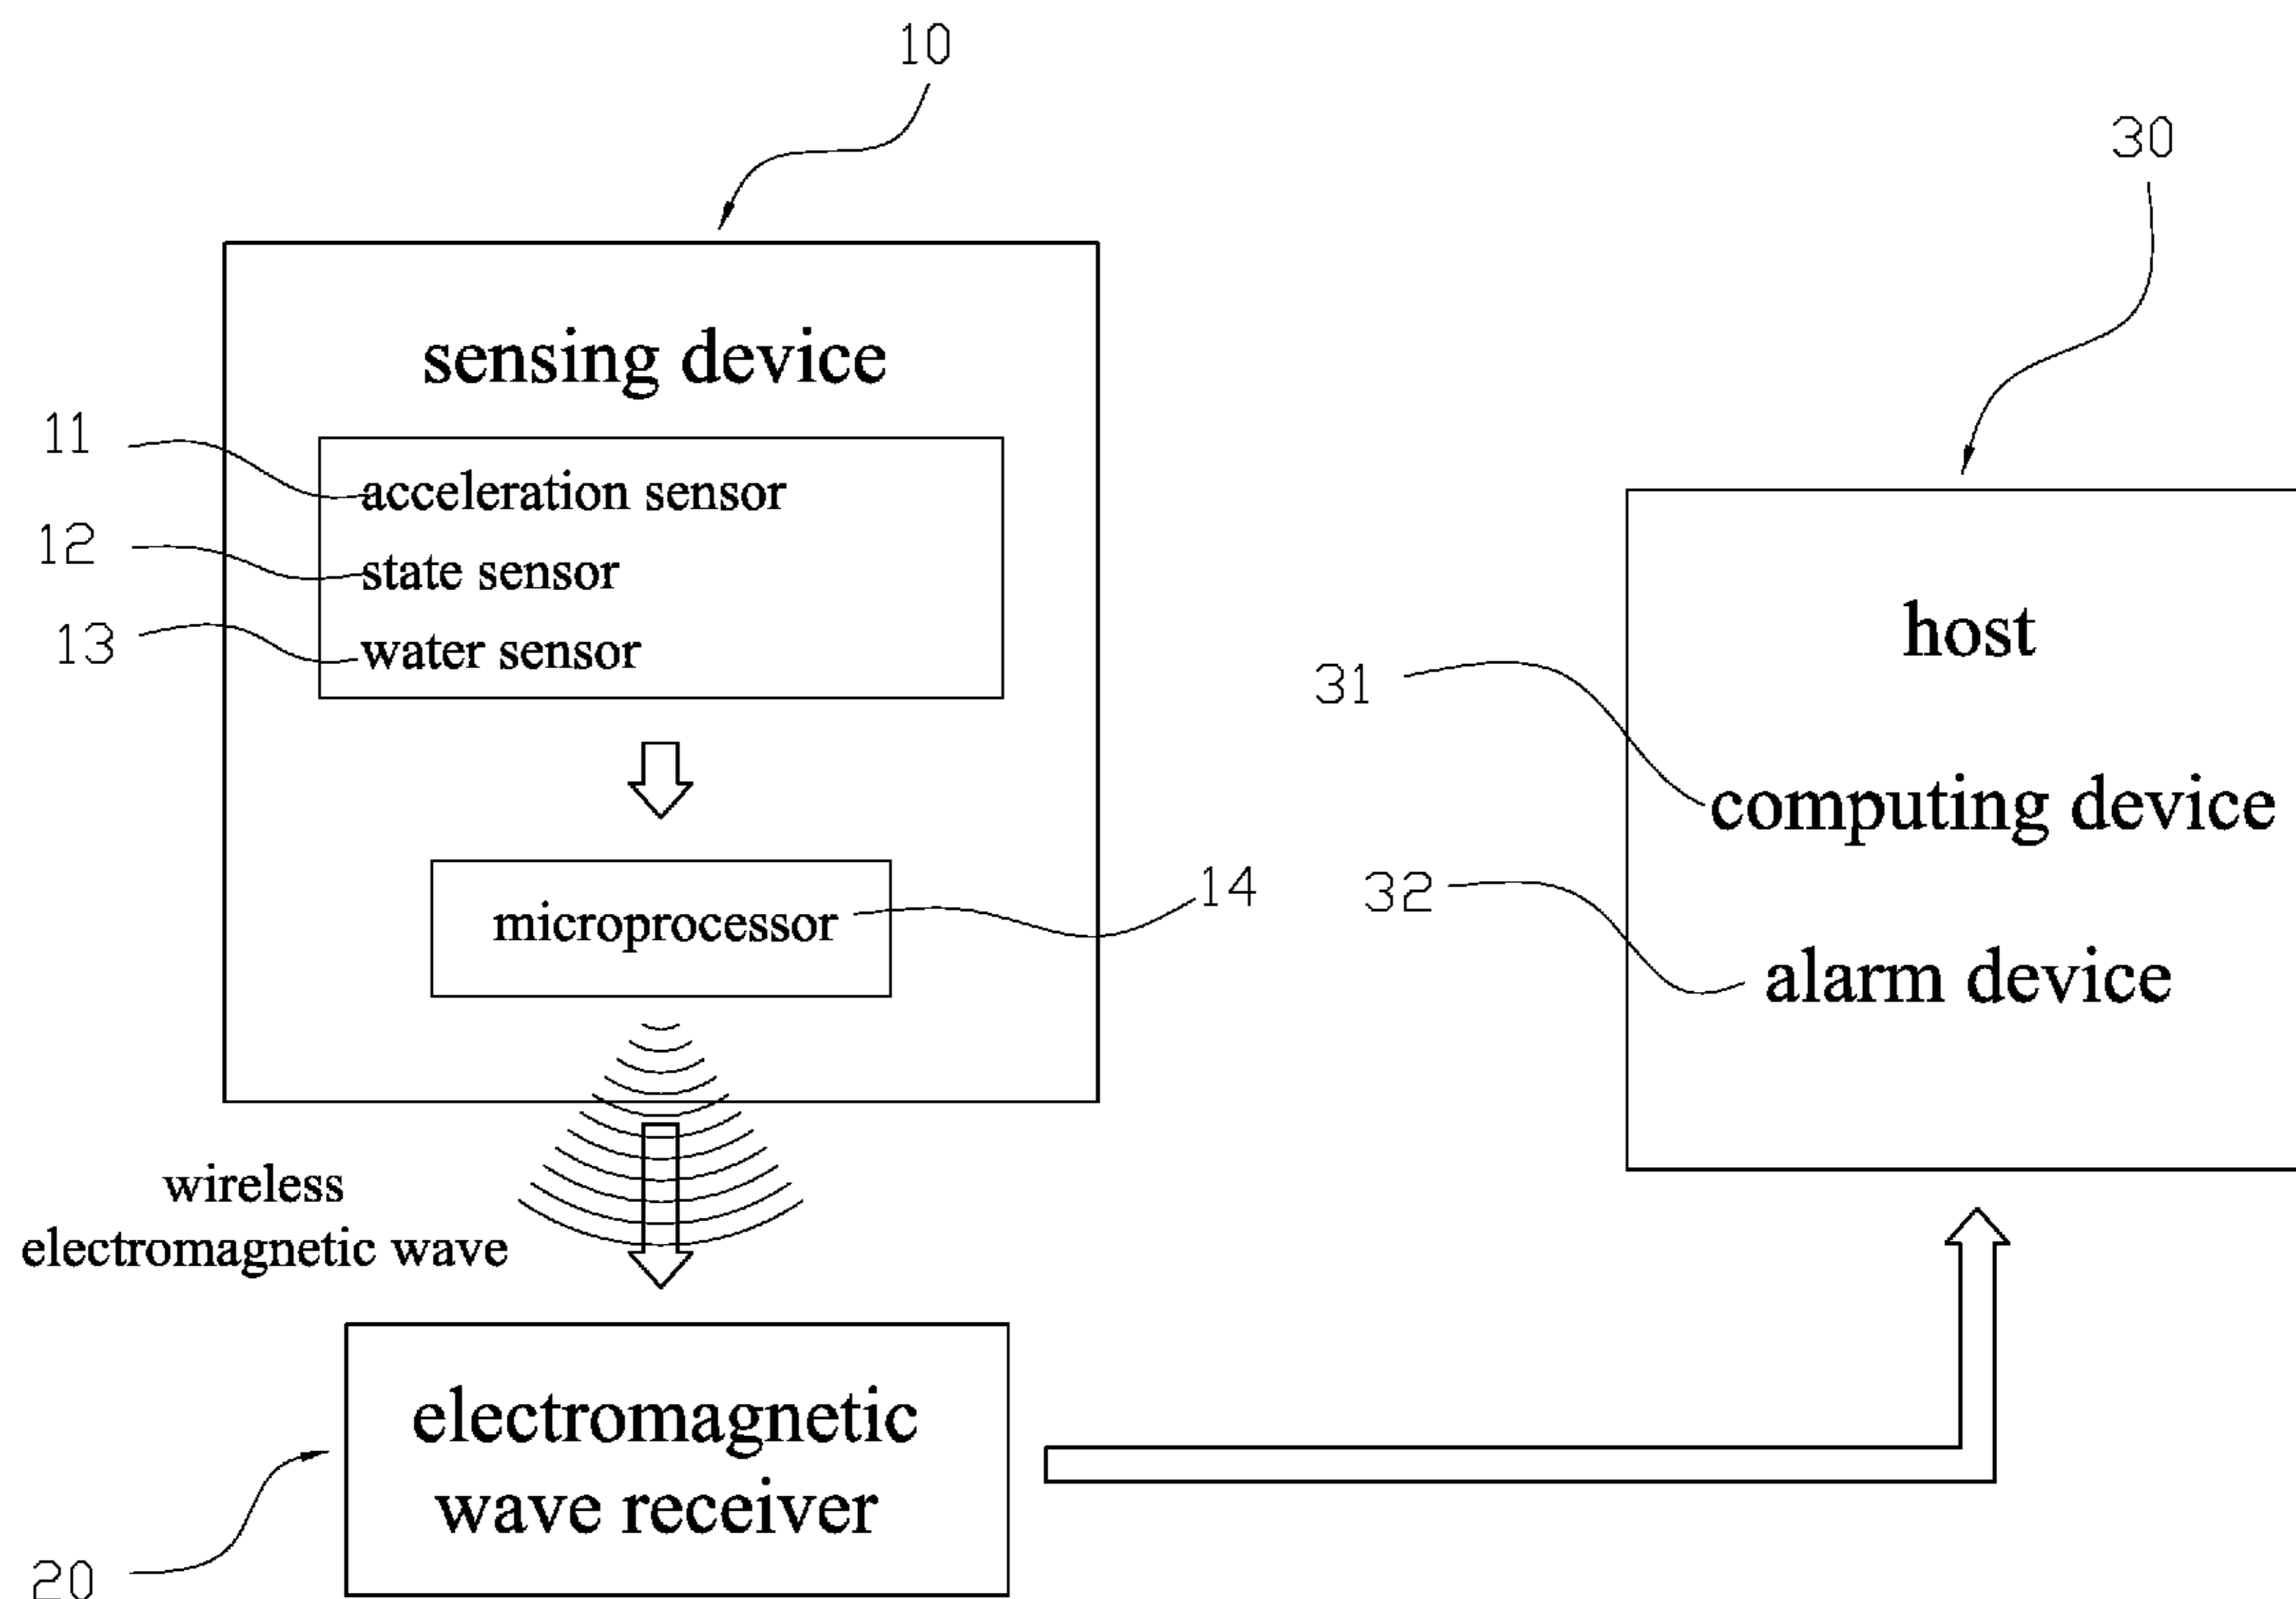 10
30
sensing device
11
acceleration sensor
12
state sensor
13
water sensor
host
31
computing device
14
microprocessor
32
alarm device
wireless
electromagnetic wave
electromagnetic
wave receiver
20